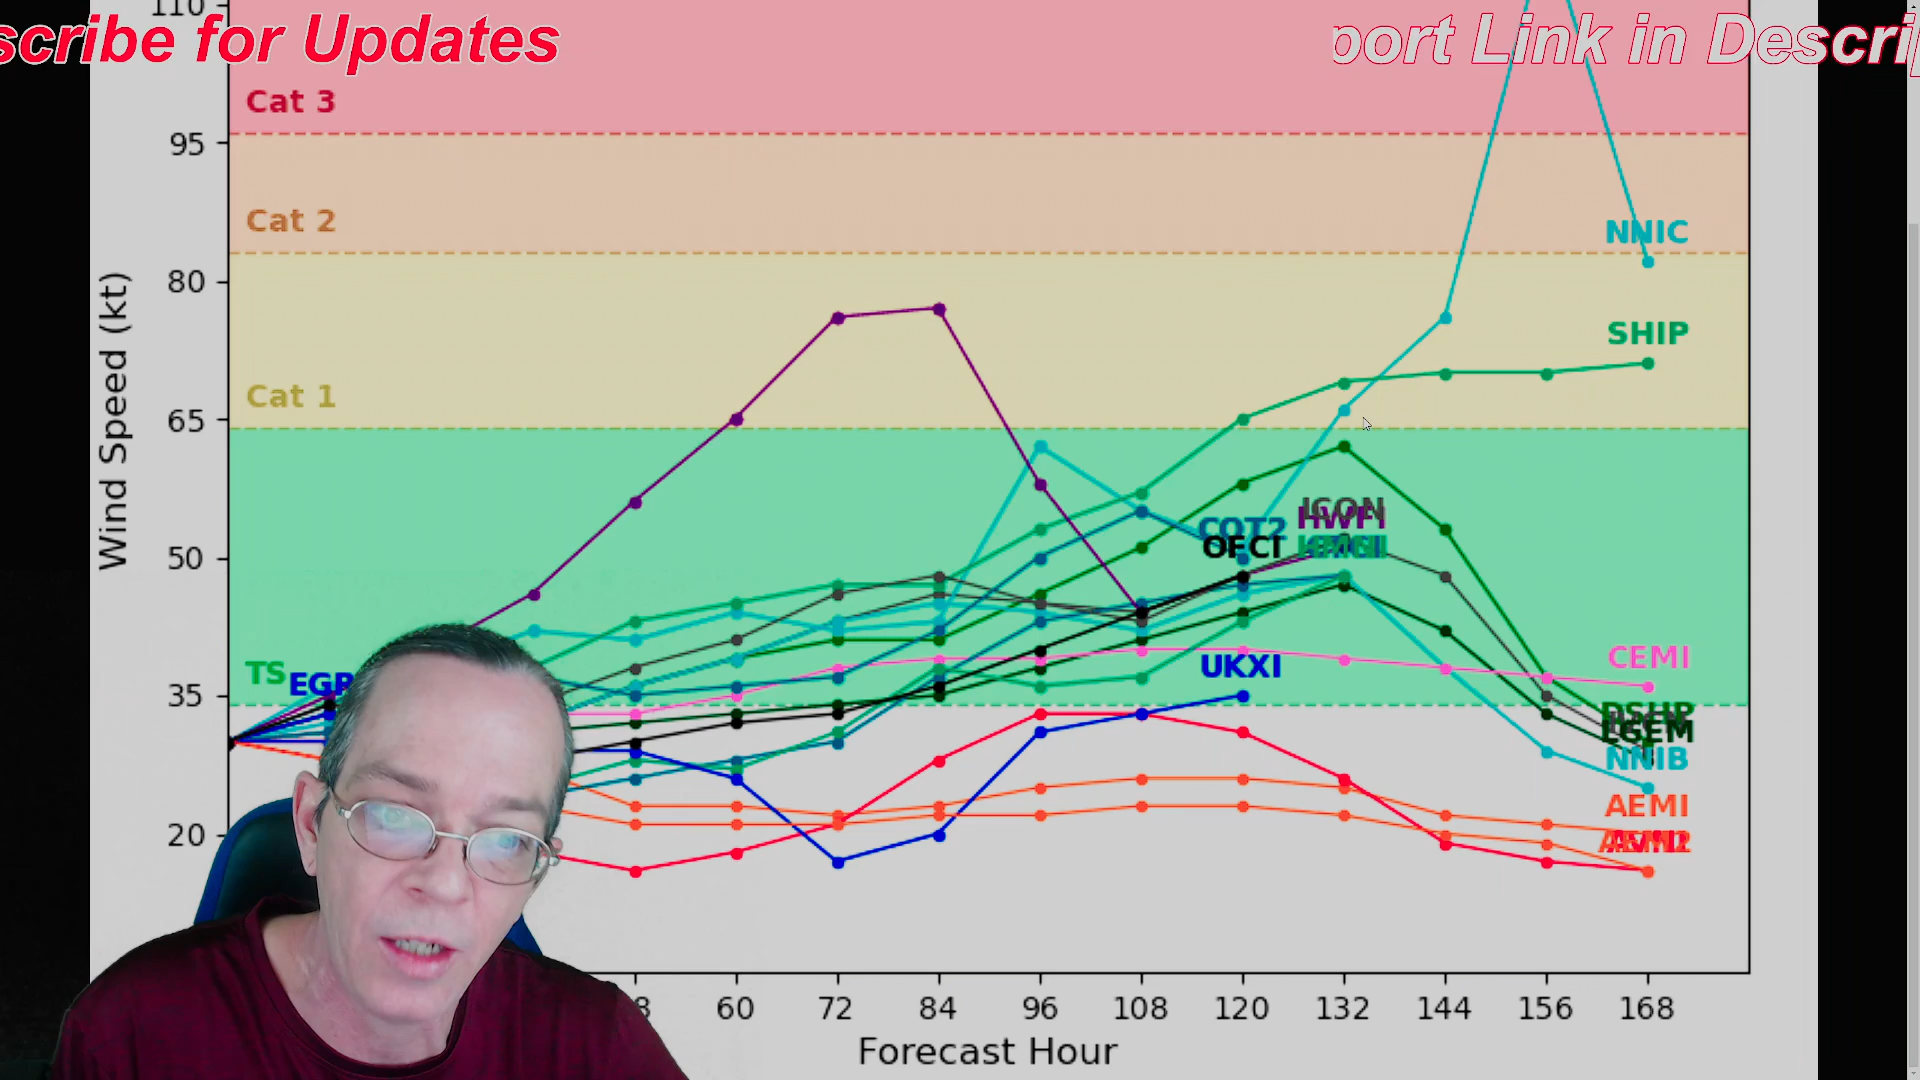 110
scribe for Updates
port Link in Descri
Cat 3
95
Cat 2
NNIC
80
SHIP
Cat 1
65
ICON
HWFI
COT2
50
OFCI
UKXI
CEMI
TS
EGR
35
DSHP
LGEM
NNIB
AEMI
20
Wind Speed (kt)
60
72
84
96
108
120
132
144
156
168
Forecast Hour